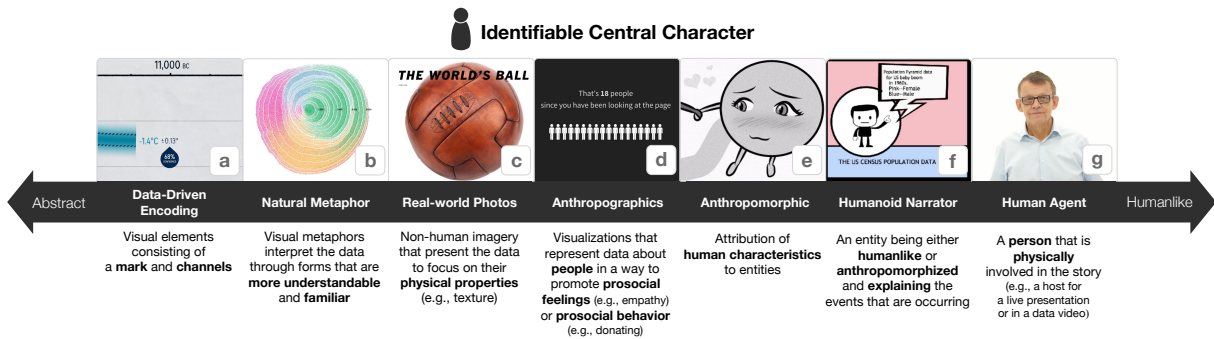 Identifiable Central Character
11,000 BC
-1.4°C ±0.13°
68%
CONFIDENCE
a
b
THE WORLD'S BALL
c
That's 18 people
since you have been looking at the page
d
e
Population Pyramid data
for US baby boom
in 1960s.
Pink-Female
Blue-Male
THE US CENSUS POPULATION DATA
f
g
Abstract
Data-Driven
Encoding
Natural Metaphor
Real-world Photos
Anthropographics
Anthropomorphic
Humanoid Narrator
Human Agent
Humanlike
Visual elements
consisting of
a mark and channels
Visual metaphors
interpret the data
through forms that are
more understandable
and familiar
Non-human imagery
that present the data
to focus on their
physical properties
(e.g., texture)
Visualizations that
represent data about
people in a way to
promote prosocial
feelings (e.g., empathy)
or prosocial behavior
(e.g., donating)
Attribution of
human characteristics
to entities
An entity being either
humanlike or
anthropomorphized
and explaining the
events that are occurring
A person that is
physically
involved in the story
(e.g., a host for
a live presentation
or in a data video)